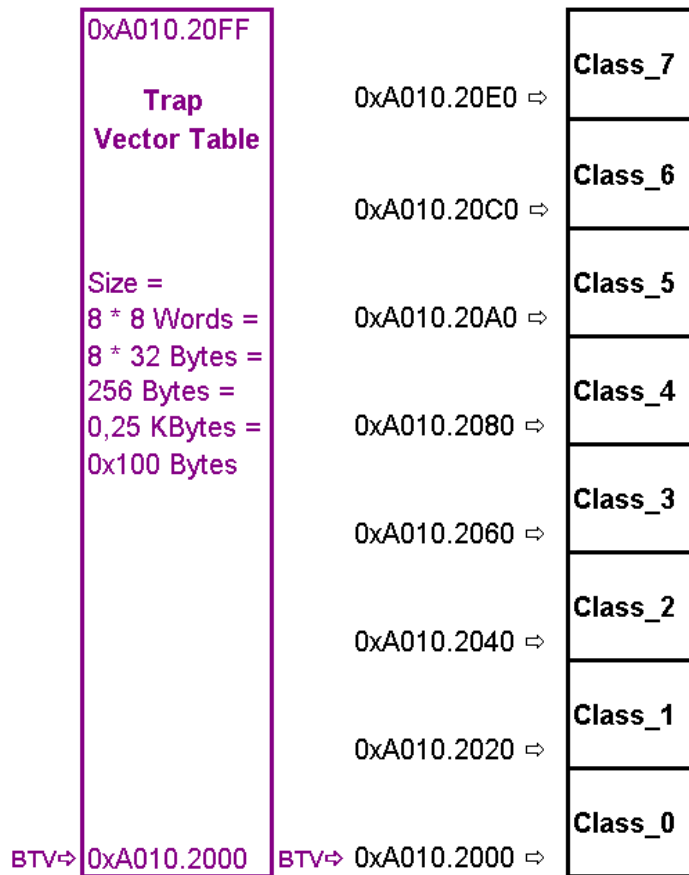 0xA010.20FF
Trap
Vector Table
Size =
8 * 8 Words =
8 * 32 Bytes =
256 Bytes =
0,25 KBytes =
0x100 Bytes
BTV⇨ 0xA010.2000
Class_7
0xA010.20E0 ⇨
Class_6
0xA010.20C0 ⇨
Class_5
0xA010.20A0 ⇨
Class_4
0xA010.2080 ⇨
Class_3
0xA010.2060 ⇨
Class_2
0xA010.2040 ⇨
Class_1
0xA010.2020 ⇨
Class_0
BTV⇨ 0xA010.2000 ⇨